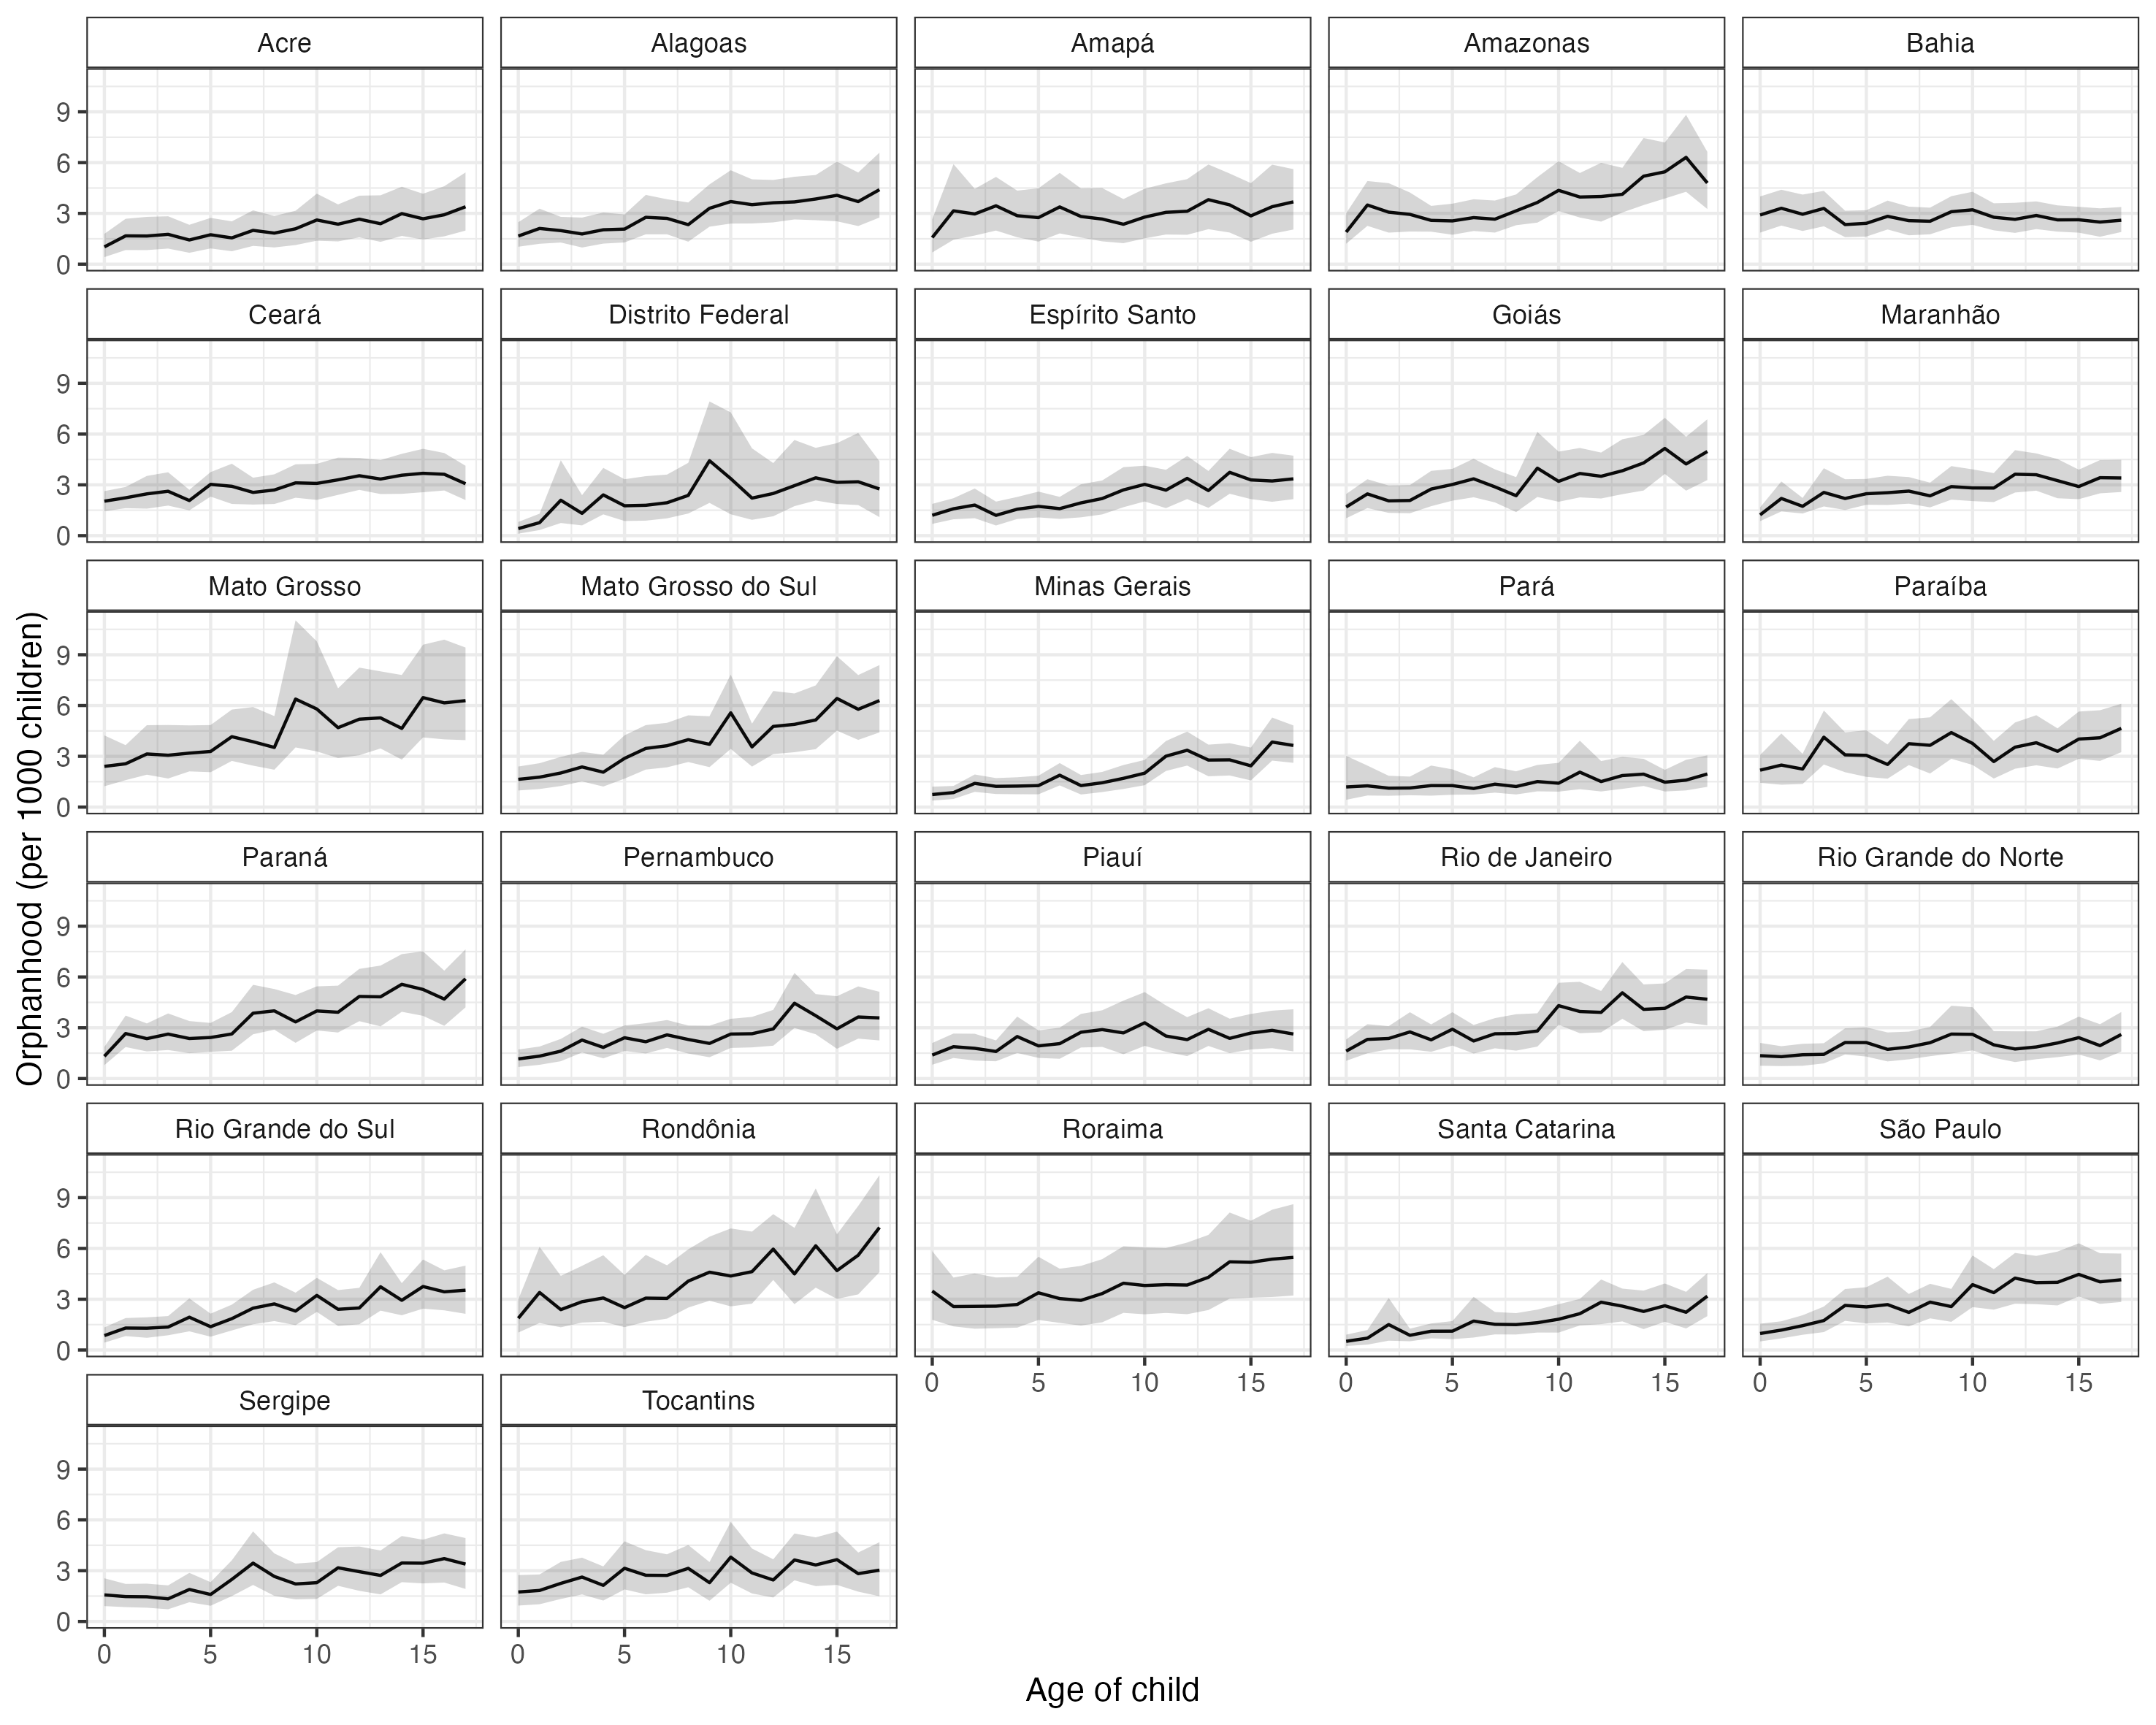 Acre
Alagoas
Amapá
Amazonas
Bahia
9
6
3
0
Ceará
Distrito Federal
Espírito Santo
Goiás
Maranhão
9
6
3
0
Mato Grosso
Mato Grosso do Sul
Minas Gerais
Pará
Paraíba
9
6
3
0
Orphanhood (per 1000 children)
Paraná
Pernambuco
Piauí
Rio de Janeiro
Rio Grande do Norte
9
6
3
0
Rio Grande do Sul
Rondônia
Roraima
Santa Catarina
São Paulo
9
6
3
0
0 5 10 15
0 5 10 15
0 5 10 15
Sergipe
Tocantins
9
6
3
0
0 5 10 15
0 5 10 15
Age of child